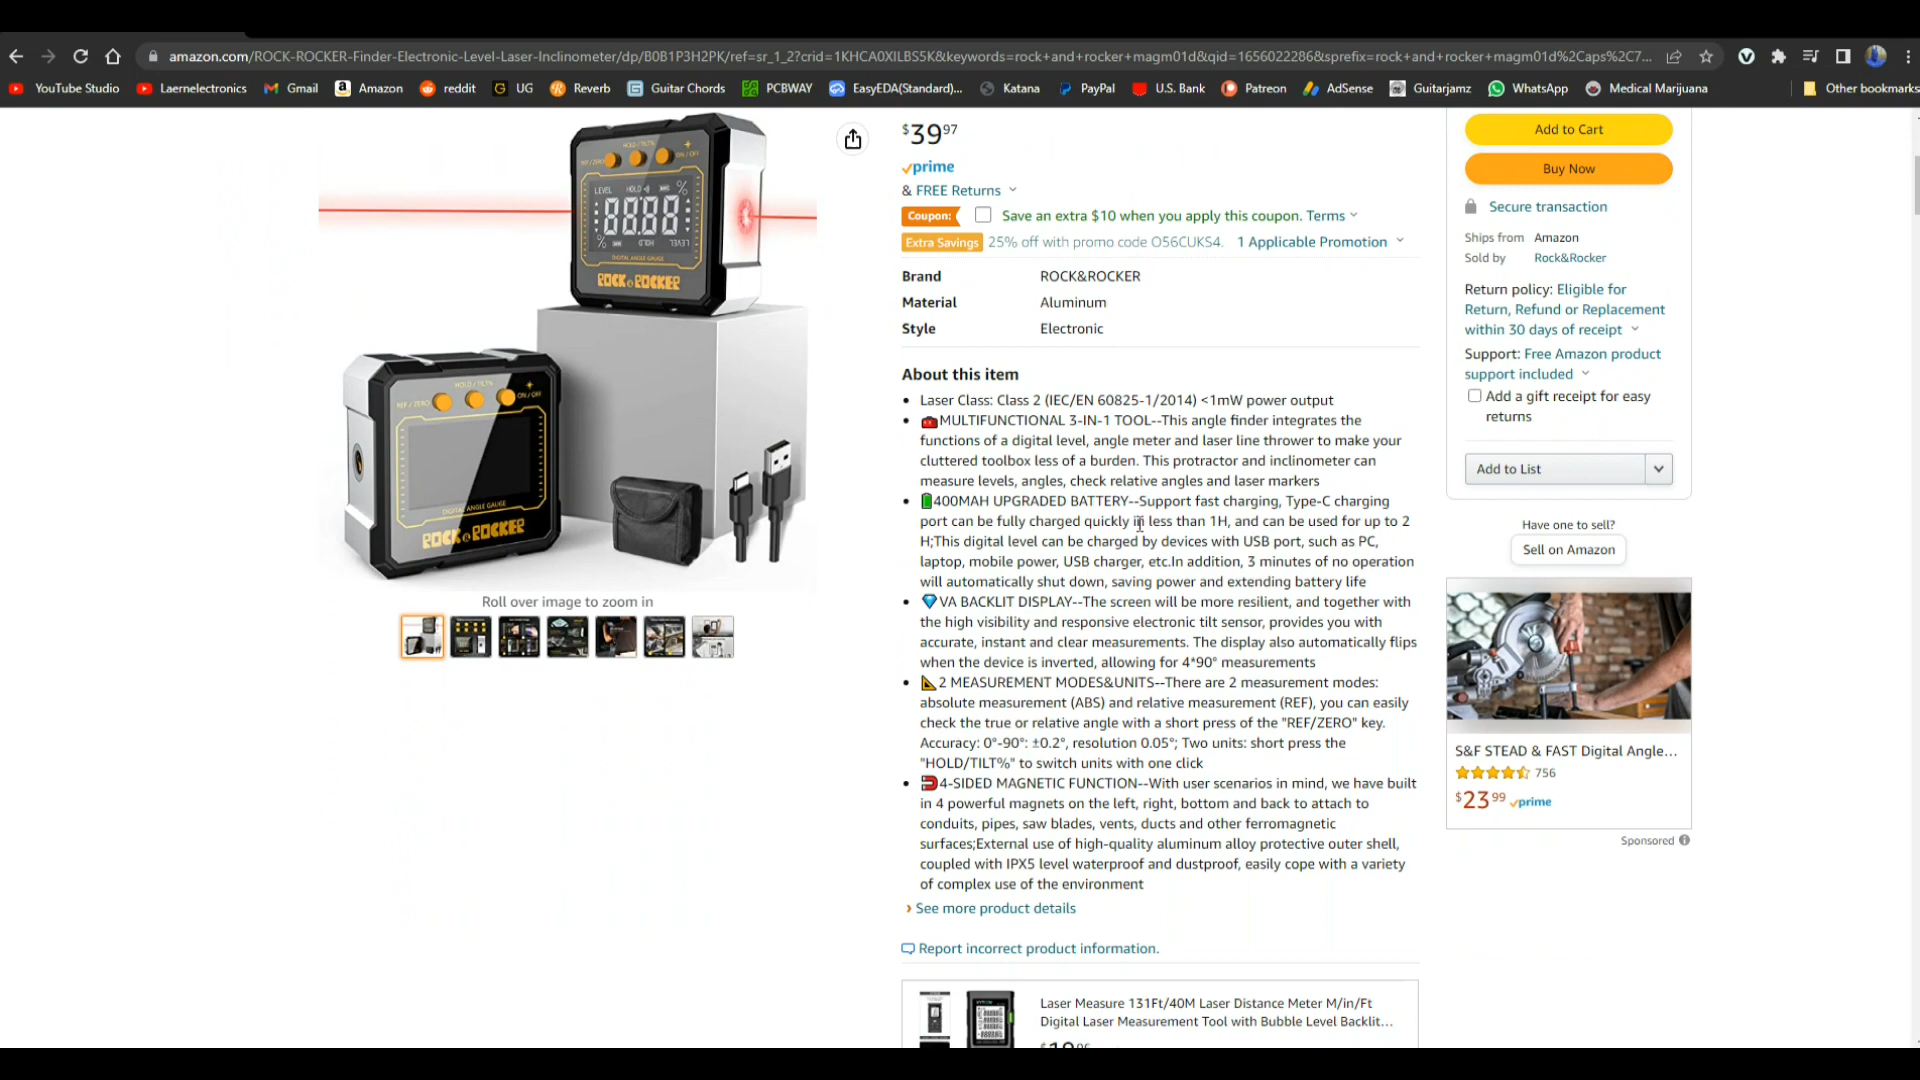 amazon.com/ROCK-ROCKER-Finder-Electronic-Level-Laser-Inclinometer/dp/B0B1P3H2PK/ref=sr_1_2?crid=1KHCA0XILBS5K&keywords=rock+and+rocker+magm01d&qid=1656022286&sprefix=rock+and+rocker+magm01d%2Caps%2C7...
YouTube Studio Laernelectronics Gmail Amazon reddit UG Reverb Guitar Chords PCBWAY EasyEDA(Standard)... Katana PayPal U.S. Bank Patreon AdSense Guitarjamz WhatsApp Medical Marijuana Other bookmarks
HOLD/TILT%
REF/ZERO ON/OFF
LEVEL HOLD %
88.88
% HOLD LEVEL
DIGITAL ANGLE GAUGE
ROCK & ROCKER
HOLD/TILT%
REF/ZERO ON/OFF
DIGITAL ANGLE GAUGE
ROCK & ROCKER
Roll over image to zoom in
$39 97
prime
& FREE Returns
Coupon: Save an extra $10 when you apply this coupon. Terms
Extra Savings 25% off with promo code O56CUKS4. 1 Applicable Promotion
Brand ROCK&ROCKER
Material Aluminum
Style Electronic
About this item
Laser Class: Class 2 (IEC/EN 60825-1/2014) <1mW power output
MULTIFUNCTIONAL 3-IN-1 TOOL--This angle finder integrates the
functions of a digital level, angle meter and laser line thrower to make your
cluttered toolbox less of a burden. This protractor and inclinometer can
measure levels, angles, check relative angles and laser markers
400MAH UPGRADED BATTERY--Support fast charging, Type-C charging
port can be fully charged quickly in less than 1H, and can be used for up to 2
H;This digital level can be charged by devices with USB port, such as PC,
laptop, mobile power, USB charger, etc.In addition, 3 minutes of no operation
will automatically shut down, saving power and extending battery life
VA BACKLIT DISPLAY--The screen will be more resilient, and together with
the high visibility and responsive electronic tilt sensor, provides you with
accurate, instant and clear measurements. The display also automatically flips
when the device is inverted, allowing for 4*90° measurements
2 MEASUREMENT MODES&UNITS--There are 2 measurement modes:
absolute measurement (ABS) and relative measurement (REF), you can easily
check the true or relative angle with a short press of the "REF/ZERO" key.
Accuracy: 0°-90°: ±0.2°, resolution 0.05°; Two units: short press the
"HOLD/TILT%" to switch units with one click
4-SIDED MAGNETIC FUNCTION--With user scenarios in mind, we have built
in 4 powerful magnets on the left, right, bottom and back to attach to
conduits, pipes, saw blades, vents, ducts and other ferromagnetic
surfaces;External use of high-quality aluminum alloy protective outer shell,
coupled with IPX5 level waterproof and dustproof, easily cope with a variety
of complex use of the environment
› See more product details
Report incorrect product information.
Laser Measure 131Ft/40M Laser Distance Meter M/in/Ft
Digital Laser Measurement Tool with Bubble Level Backlit...
Add to Cart
Buy Now
Secure transaction
Ships from Amazon
Sold by Rock&Rocker
Return policy: Eligible for
Return, Refund or Replacement
within 30 days of receipt
Support: Free Amazon product
support included
Add a gift receipt for easy
returns
Add to List
Have one to sell?
Sell on Amazon
S&F STEAD & FAST Digital Angle...
756
$23 99 prime
Sponsored